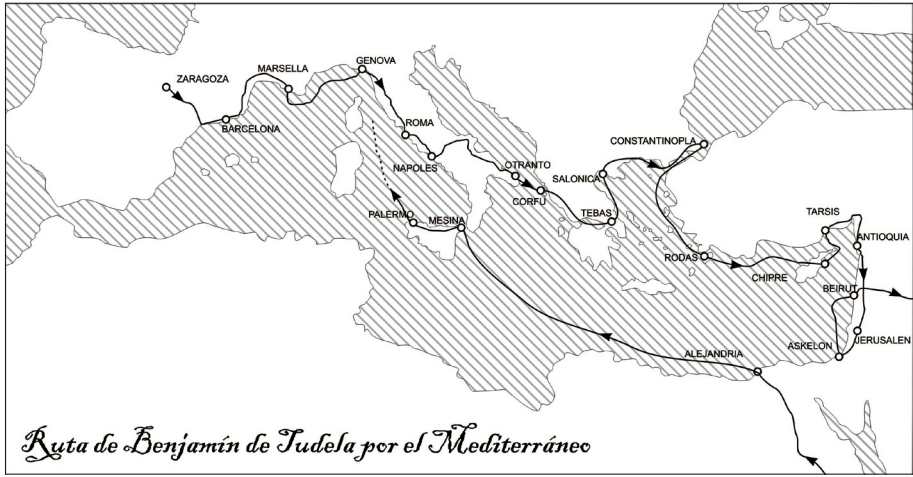 GENOVA
MARSELLA
ZARAGOZA
BARCELONA
ROMA
CONSTANTINOPLA
NAPOLES
OTRANTO
SALONICA
CORFU
TEBAS
TARSIS
PALERMO
MESINA
ANTIOQUIA
RODAS
CHIPRE
BEIRUT
JERUSALEN
ASKELON
ALEJANDRIA
Ruta de Benjamín de Tudela por el Mediterráneo